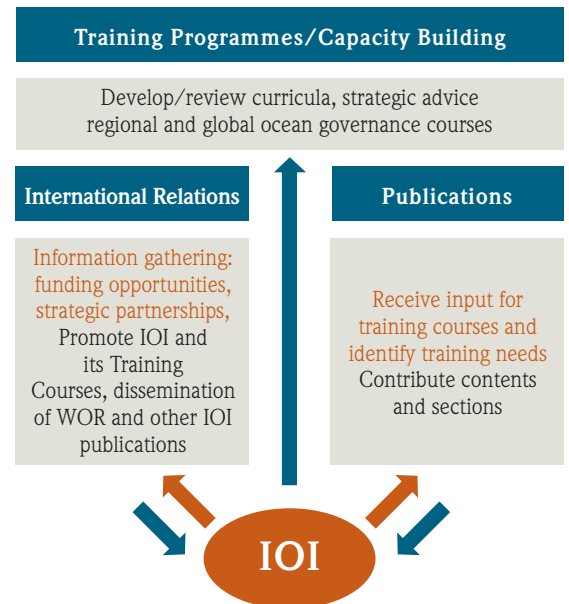 Training Programmes/Capacity Building
Develop/review curricula, strategic advice
regional and global ocean governance courses
International Relations
Information gathering:
funding opportunities,
strategic partnerships,
Promote IOI and
its Training
Courses, dissemination
of WOR and other IOI
publications
Publications
Receive input for
training courses and
identify training needs
Contribute contents
and sections
IOI